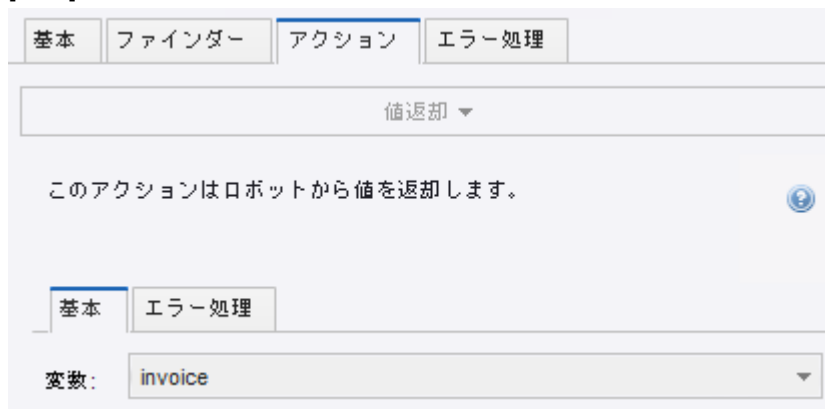 基本 ファインダー アクション エラー処理
値返却
このアクションはロボットから値を返却します。
基本 エラー処理
変数: invoice